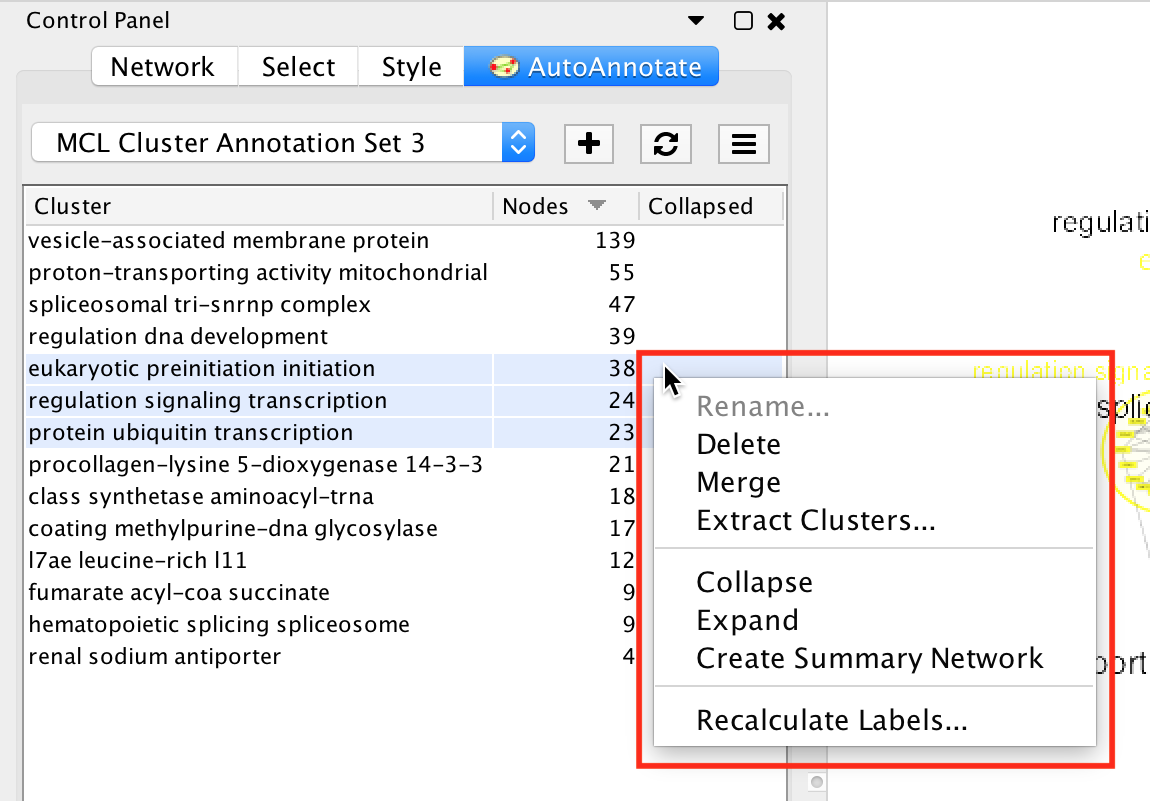 Control Panel
Network Select Style AutoAnnotate
MCL Cluster Annotation Set 3
Cluster Nodes Collapsed
vesicle-associated membrane protein 139
proton-transporting activity mitochondrial 55
spliceosomal tri-snrnp complex 47
regulation dna development 39
eukaryotic preinitiation initiation 38
regulation signaling transcription 24
protein ubiquitin transcription 23
procollagen-lysine 5-dioxygenase 14-3-3 21
class synthetase aminoacyl-trna 18
coating methylpurine-dna glycosylase 17
l7ae leucine-rich l11 12
fumarate acyl-coa succinate 9
hematopoietic splicing spliceosome 9
renal sodium antiporter 4
Rename...
Delete
Merge
Extract Clusters...
Collapse
Expand
Create Summary Network
Recalculate Labels...
regulati
regulation signa
splic
port